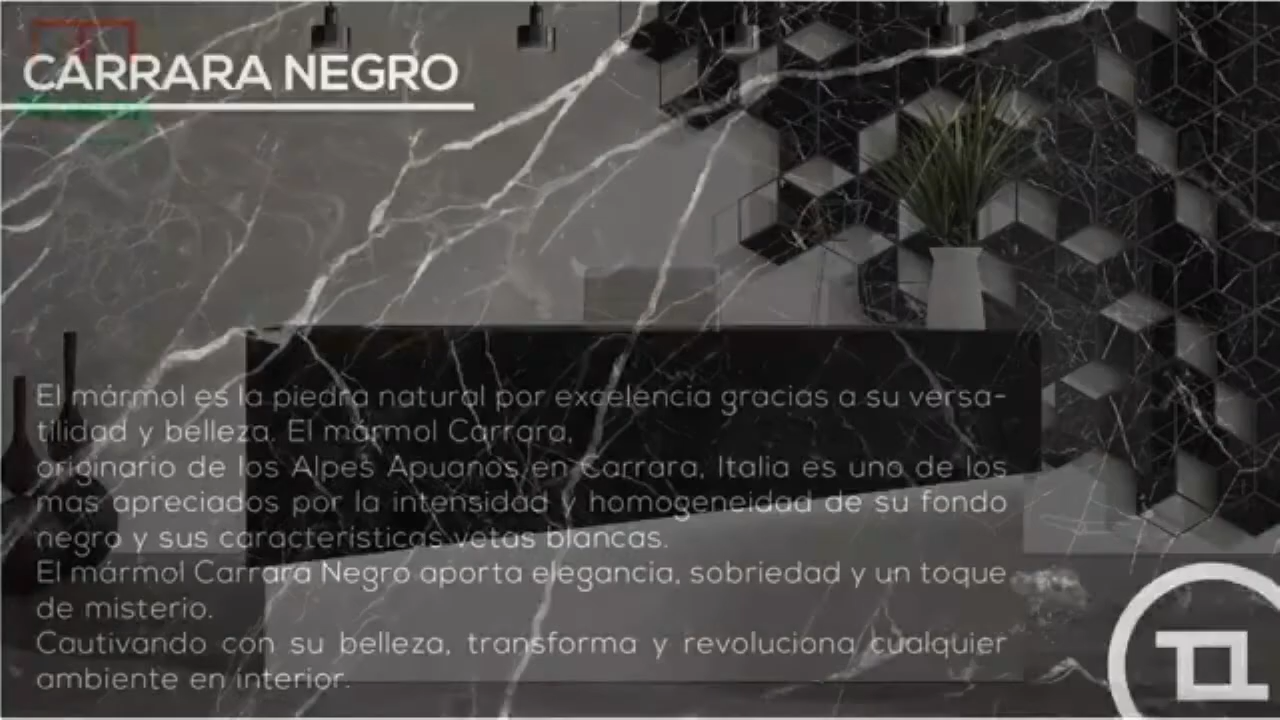 CARRARA NEGRO
El mármol es la piedra natural por excelencia gracias a su versa-
tilidad y belleza. El mármol Carrara,
originario de los Alpes Apuanos en Carrara, Italia es uno de los
mas apreciados por la intensidad y homogeneidad de su fondo
negro y sus características vetas blancas.
El mármol Carrara Negro aporta elegancia, sobriedad y un toque
de misterio.
Cautivando con su belleza, transforma y revoluciona cualquier
ambiente en interior.